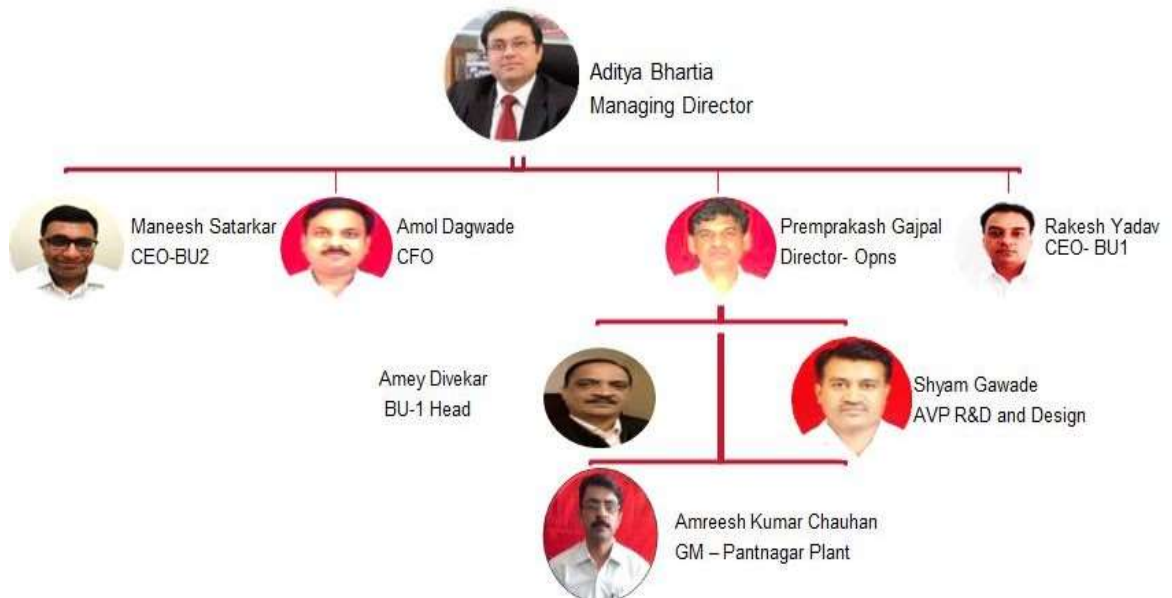 Aditya Bhartia
Managing Director
Maneesh Satarkar
CEO-BU2
Amol Dagwade
CFO
Premprakash Gajpal
Director- Opns
Rakesh Yadav
CEO- BU1
Amey Divekar
BU-1 Head
Shyam Gawade
AVP R&D and Design
Amreesh Kumar Chauhan
GM – Pantnagar Plant